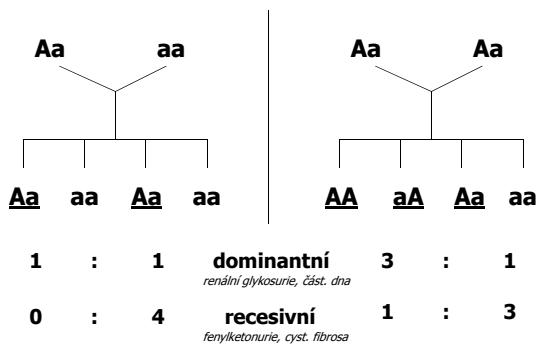 Aa aa Aa Aa
Aa aa Aa aa AA aA Aa aa
1 : 1 dominantní 3 : 1
renální glykosurie, část. dna
0 : 4 recesivní 1 : 3
fenylketonurie, cyst. fibrosa